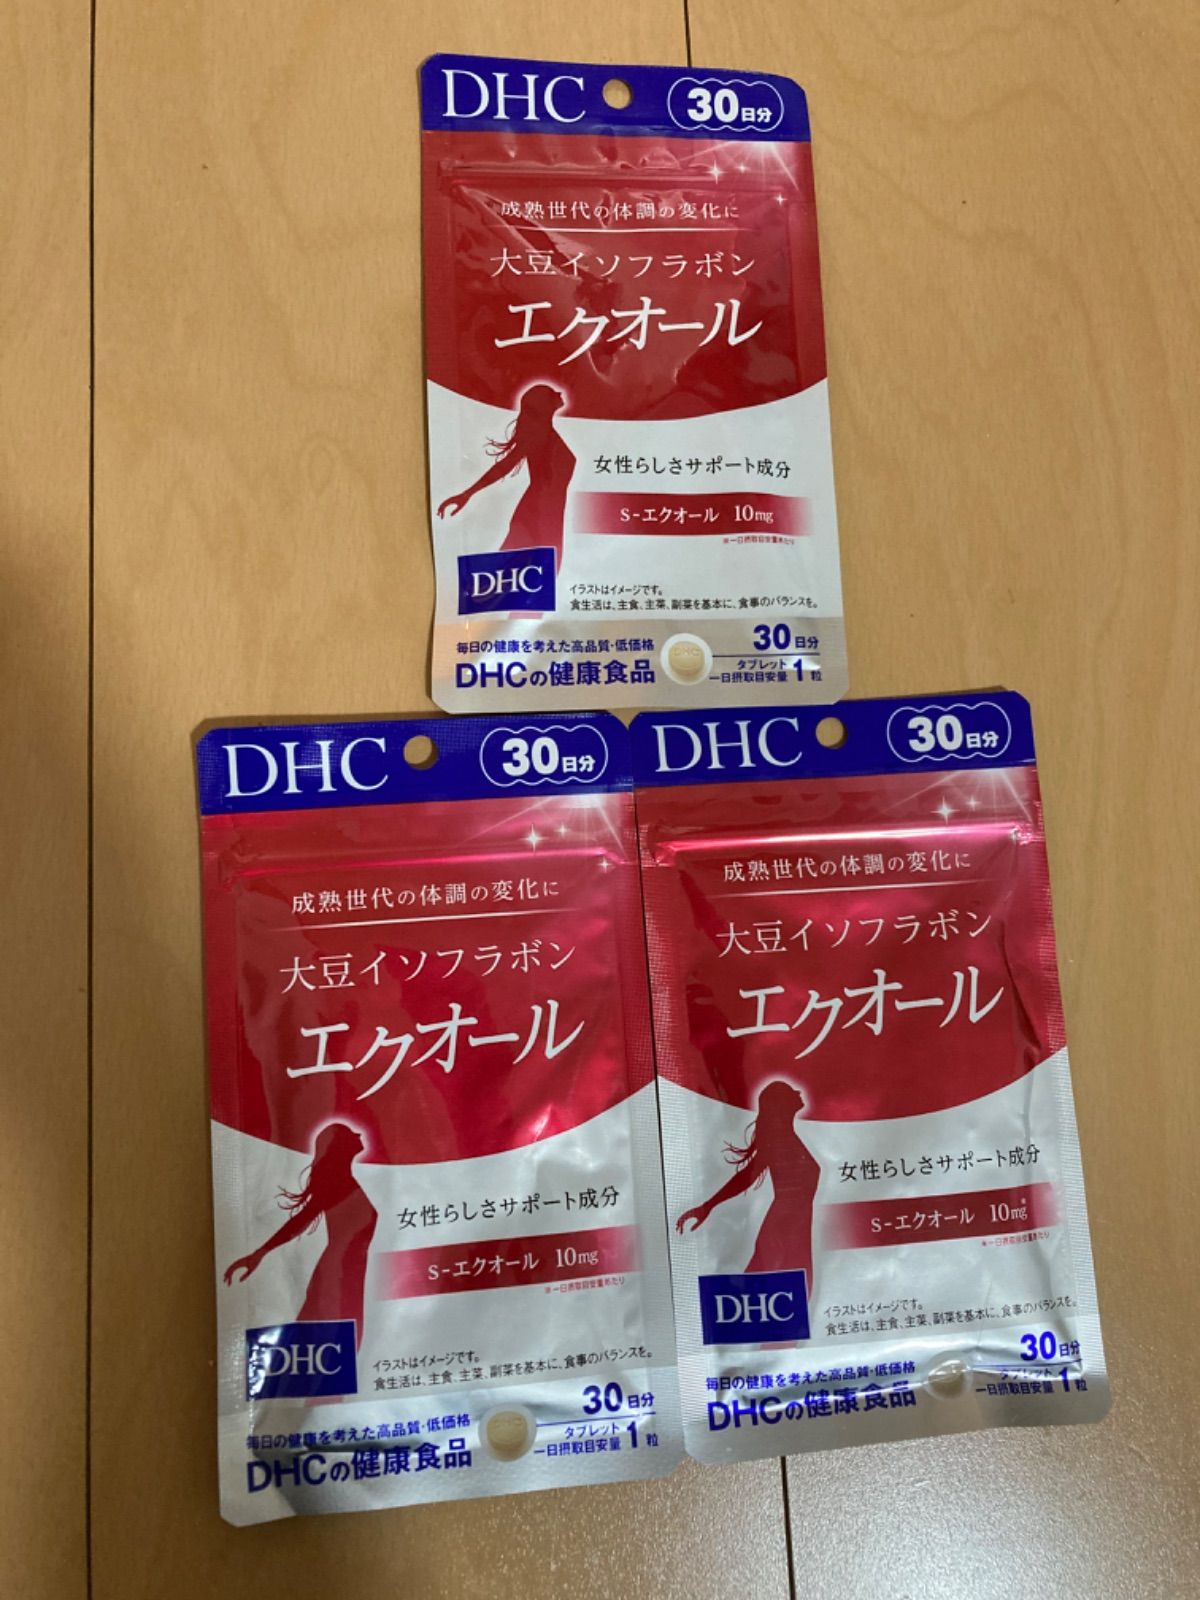 DHC
30日分
成熟世代の体調の変化に
大豆イソフラボン
エクオール
女性らしさサポート成分
S-エクオール 10mg
※一日摂取目安量あたり
DHC
イラストはイメージです。
食生活は、主食、主菜、副菜を基本に、食事のバランスを。
毎日の健康を考えた高品質・低価格
DHCの健康食品
DHC
30日分
タブレット
一日摂取目安量 1粒
DHC
30日分
成熟世代の体調の変化に
大豆イソフラボン
エクオール
女性らしさサポート成分
S-エクオール 10mg
※一日摂取目安量あたり
DHC
イラストはイメージです。
食生活は、主食、主菜、副菜を基本に、食事のバランスを。
毎日の健康を考えた高品質・低価格
DHCの健康食品
DHC
30日分
タブレット
一日摂取目安量 1粒
DHC
30日分
成熟世代の体調の変化に
大豆イソフラボン
エクオール
女性らしさサポート成分
S-エクオール 10mg※
※一日摂取目安量あたり
DHC
イラストはイメージです。
食生活は、主食、主菜、副菜を基本に、食事のバランスを。
毎日の健康を考えた高品質・低価格
DHCの健康食品
30日分
タブレット
一日摂取目安量 1粒